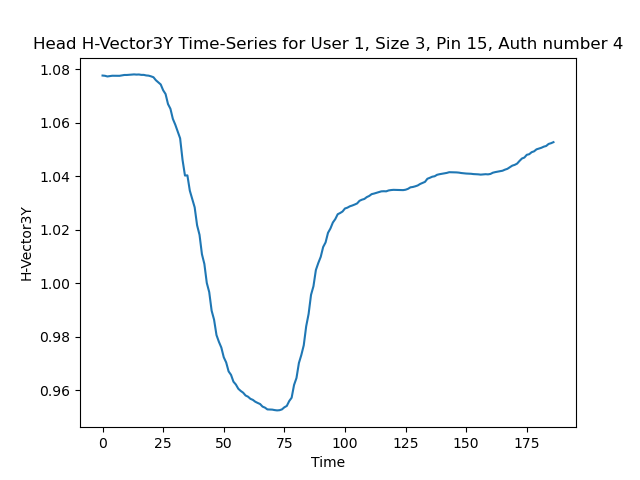 Head H-Vector3Y Time-Series for User 1, Size 3, Pin 15, Auth number 4
1.08
1.06
1.04
1.02
1.00
0.98
0.96
H-Vector3Y
0 25 50 75 100 125 150 175
Time